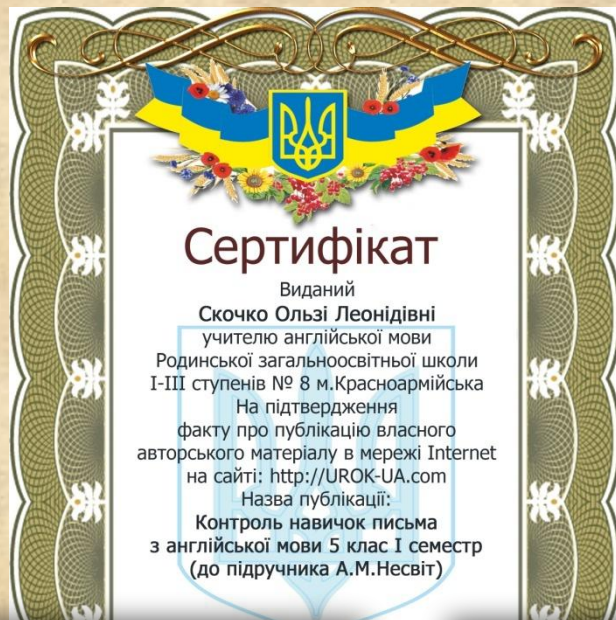 Сертифікат
Виданий
Скочко Ользі Леонідівні
учителю англійської мови
Родинської загальноосвітньої школи
І-ІІІ ступенів № 8 м.Красноармійська
На підтвердження
факту про публікацію власного
авторського матеріалу в мережі Internet
на сайті: http://UROK-UA.com
Назва публікації:
Контроль навичок письма
з англійської мови 5 клас І семестр
(до підручника А.М.Несвіт)